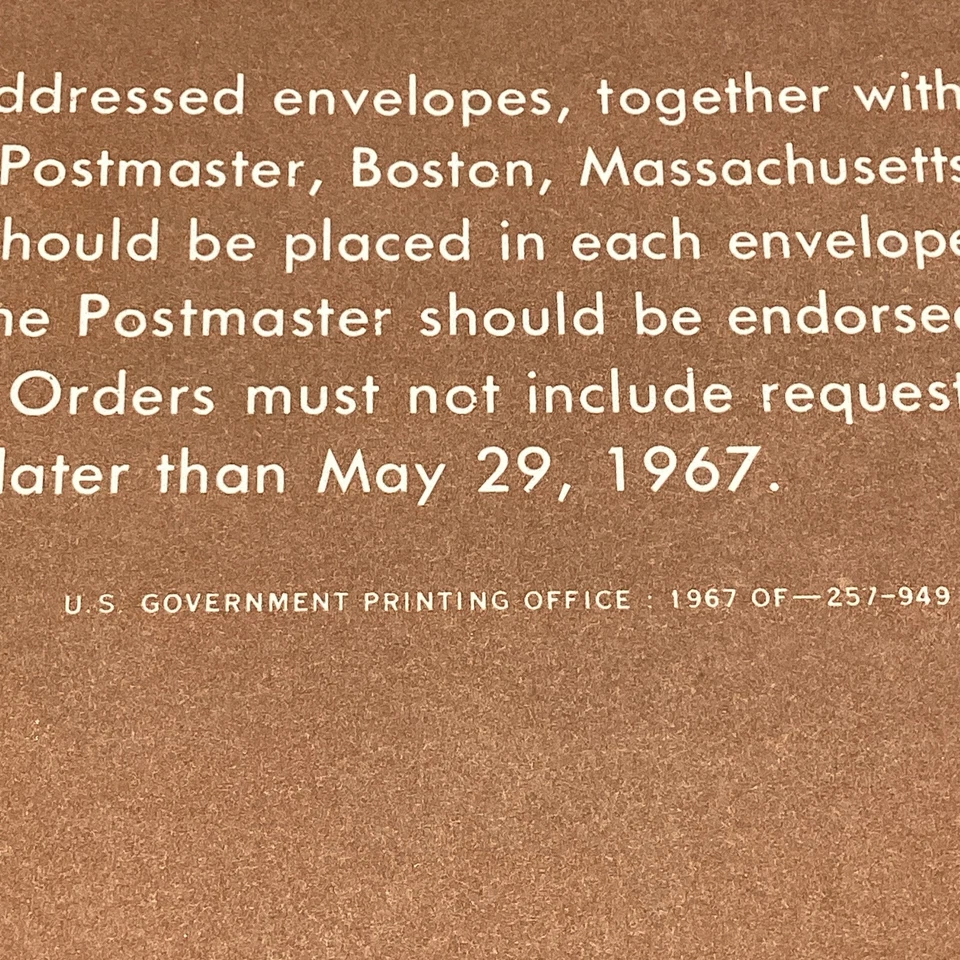 ddressed envelopes, together with
Postmaster, Boston, Massachusetts
hould be placed in each envelope
he Postmaster should be endorsed
Orders must not include request
later than May 29, 1967.
U.S. GOVERNMENT PRINTING OFFICE : 1967 OF—257-949